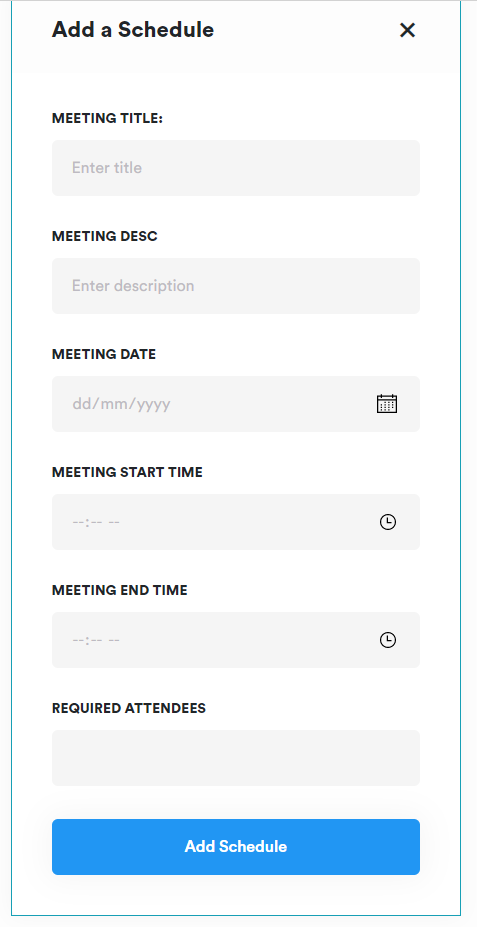 Add a Schedule
MEETING TITLE:
Enter title
MEETING DESC
Enter description
MEETING DATE
dd/mm/yyyy
MEETING START TIME
--:-- --
MEETING END TIME
--:-- --
REQUIRED ATTENDEES
Add Schedule